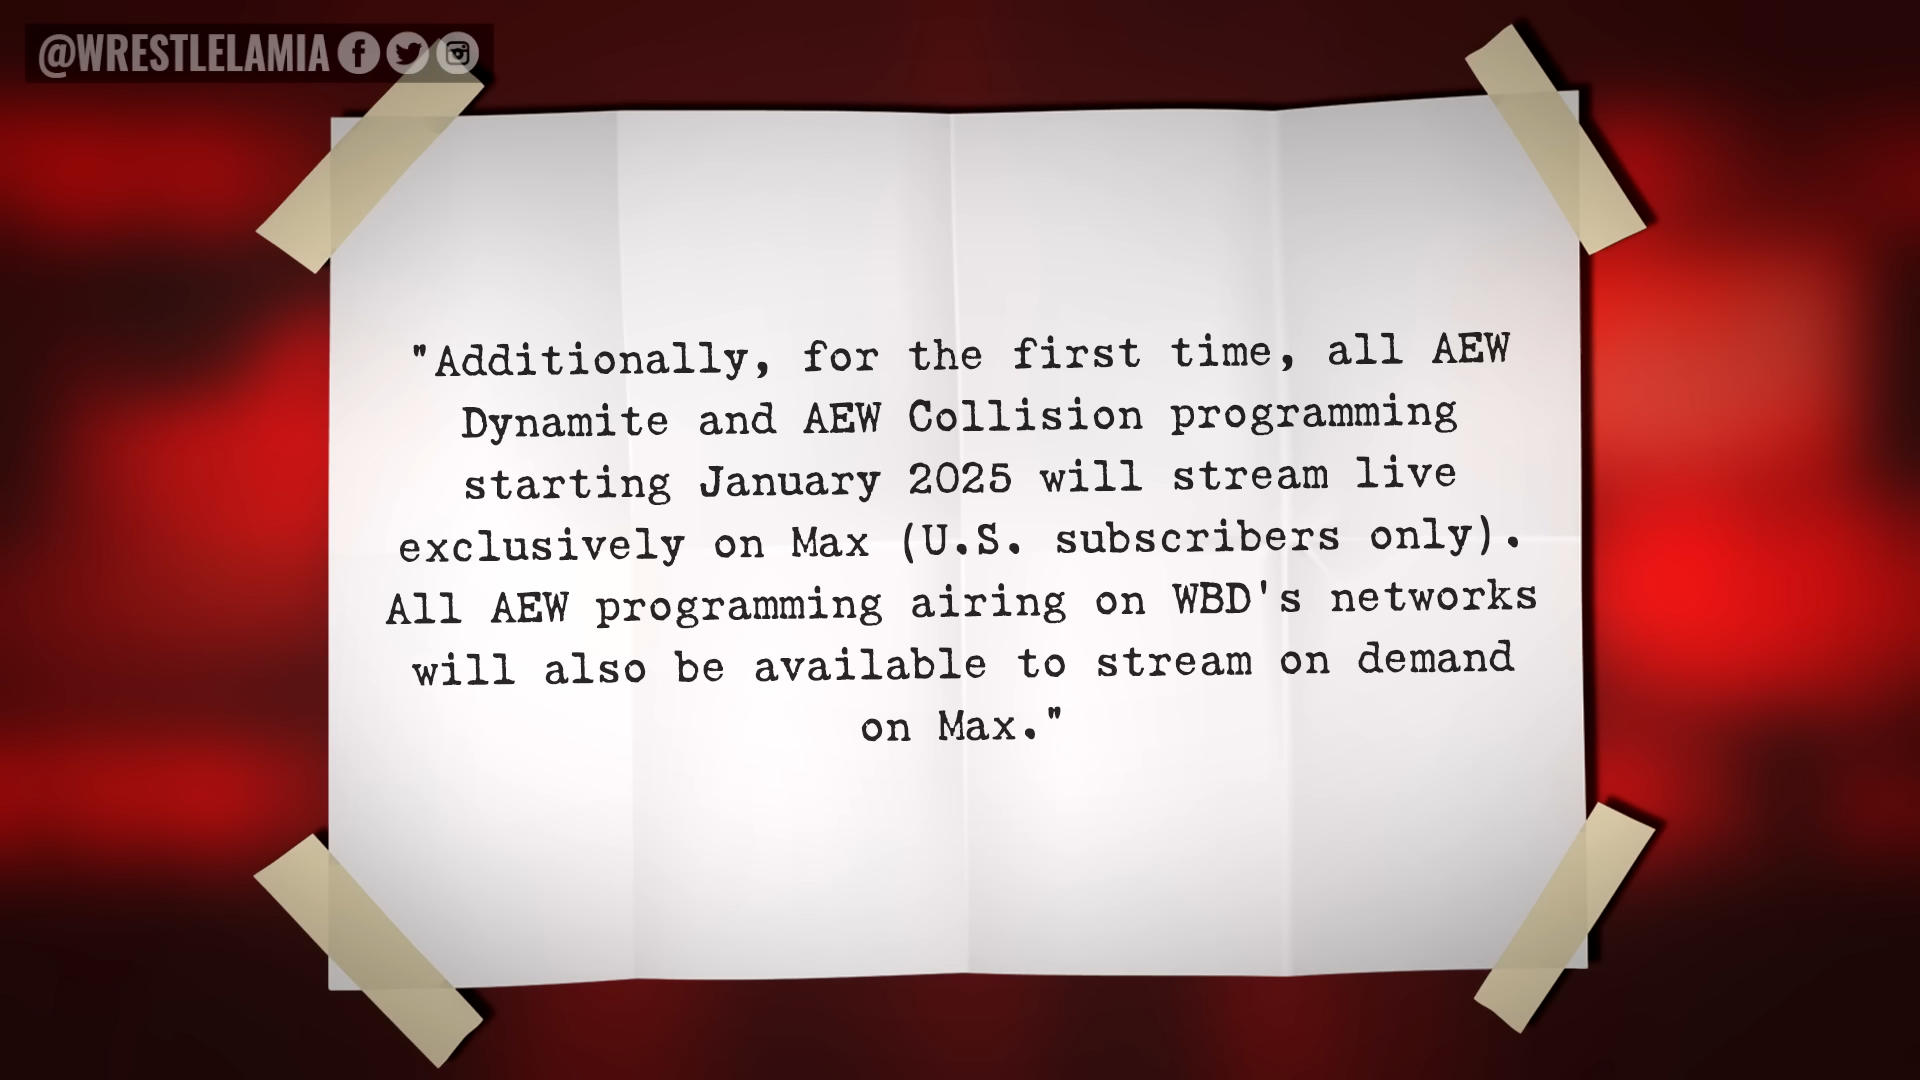 @WRESTLELAMIA
"Additionally, for the first time, all AEW
Dynamite and AEW Collision programming
starting January 2025 will stream live
exclusively on Max (U.S. subscribers only).
All AEW programming airing on WBD's networks
will also be available to stream on demand
on Max."